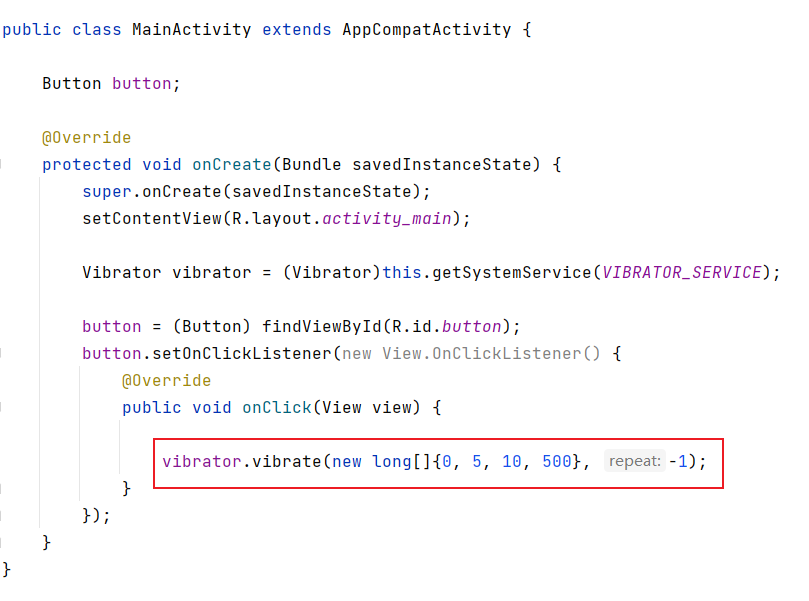 public class MainActivity extends AppCompatActivity {
Button button;
@Override
protected void onCreate(Bundle savedInstanceState) {
super.onCreate(savedInstanceState);
setContentView(R.layout.activity_main);
Vibrator vibrator = (Vibrator)this.getSystemService(VIBRATOR_SERVICE);
button = (Button) findViewById(R.id.button);
button.setOnClickListener(new View.OnClickListener() {
@Override
public void onClick(View view) {
vibrator.vibrate(new long[]{0, 5, 10, 500}, repeat: -1);
}
});
}
}